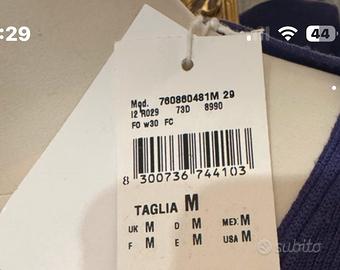 :29
44
Mod. 760860481M 29
I2 R029 73D 8990
FO w30 FC
8 300736 744103
TAGLIA M
UK M D M MEX M
F M E M USA M
subito